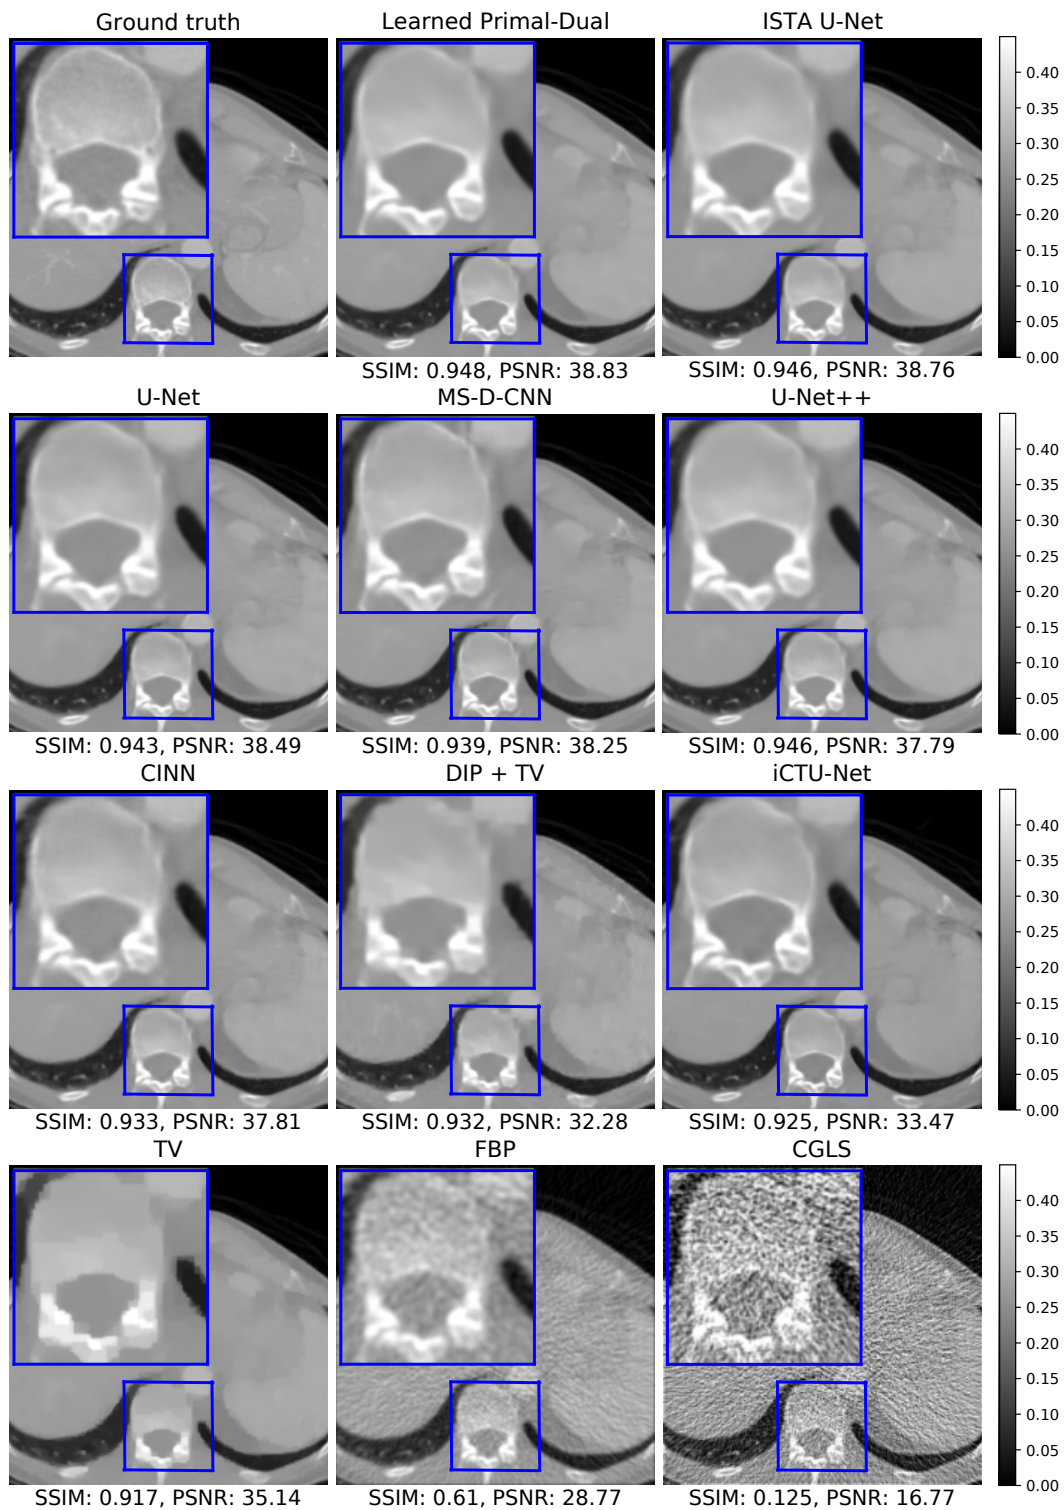 Ground truth
Learned Primal-Dual
ISTA U-Net
0.40
0.35
0.30
0.25
0.20
0.15
0.10
0.05
0.00
SSIM: 0.948, PSNR: 38.83
SSIM: 0.946, PSNR: 38.76
U-Net
MS-D-CNN
U-Net++
0.40
0.35
0.30
0.25
0.20
0.15
0.10
0.05
0.00
SSIM: 0.943, PSNR: 38.49
SSIM: 0.939, PSNR: 38.25
SSIM: 0.946, PSNR: 37.79
CINN
DIP + TV
iCTU-Net
0.40
0.35
0.30
0.25
0.20
0.15
0.10
0.05
0.00
SSIM: 0.933, PSNR: 37.81
SSIM: 0.932, PSNR: 32.28
SSIM: 0.925, PSNR: 33.47
TV
FBP
CGLS
0.40
0.35
0.30
0.25
0.20
0.15
0.10
0.05
0.00
SSIM: 0.917, PSNR: 35.14
SSIM: 0.61, PSNR: 28.77
SSIM: 0.125, PSNR: 16.77